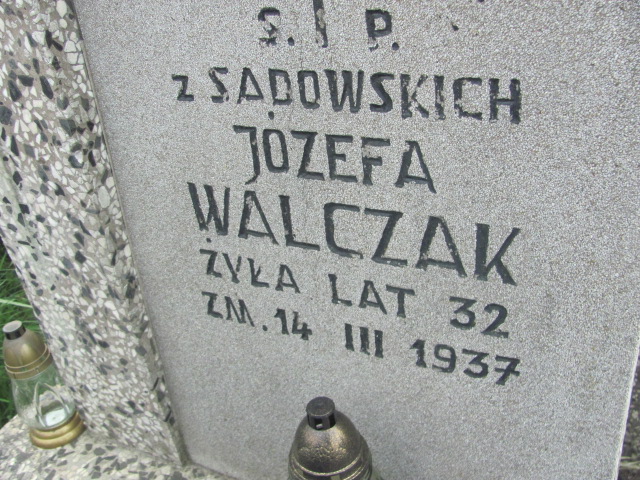 Ś. P.
z SĄDOWSKICH
JÓZEFA
WALCZAK
ŻYŁA LAT 32
ZM. 14 III 1937